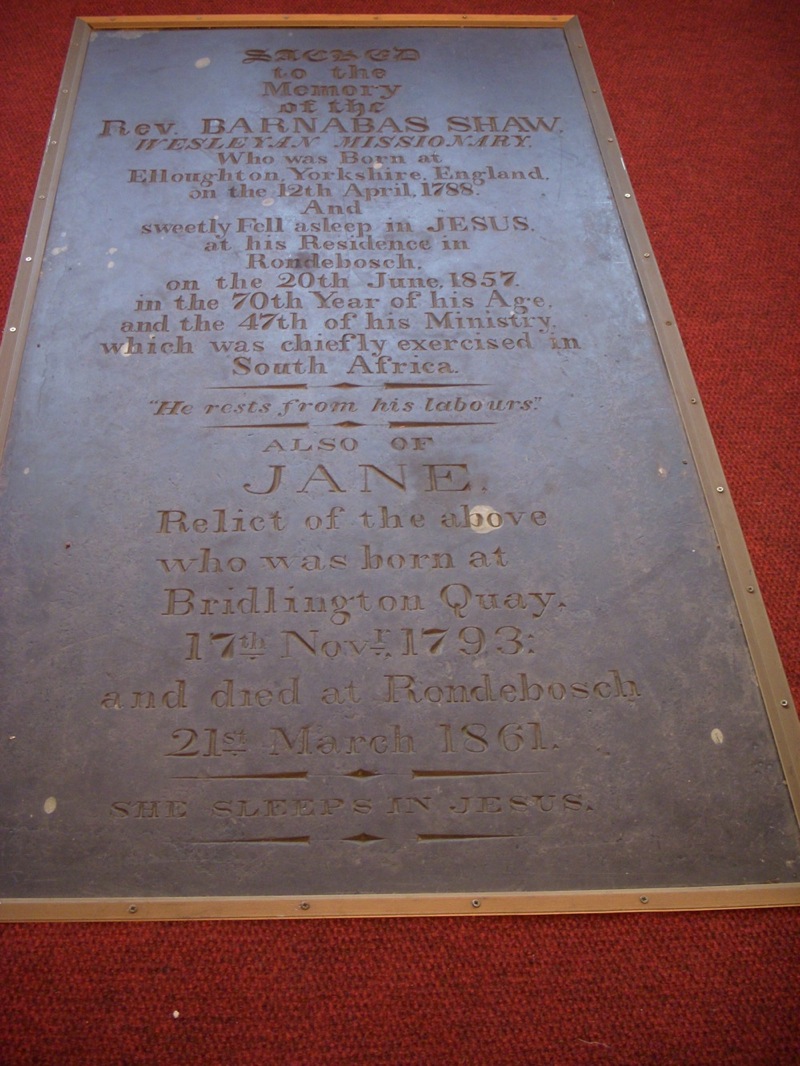 SACRED
to the
Memory
of the
Rev. BARNABAS SHAW.
WESLEYAN MISSIONARY.
Who was Born at
Elloughton, Yorkshire, England,
on the 12th April, 1788.
And
sweetly Fell asleep in JESUS.
at his Residence in
Rondebosch,
on the 20th June, 1857.
in the 70th Year of his Age,
and the 47th of his Ministry,
which was chiefly exercised in
South Africa.
"He rests from his labours."
ALSO OF
JANE.
Relict of the above
who was born at
Bridlington Quay,
17th Novr. 1793:
and died at Rondebosch
21st March 1861.
SHE SLEEPS IN JESUS.